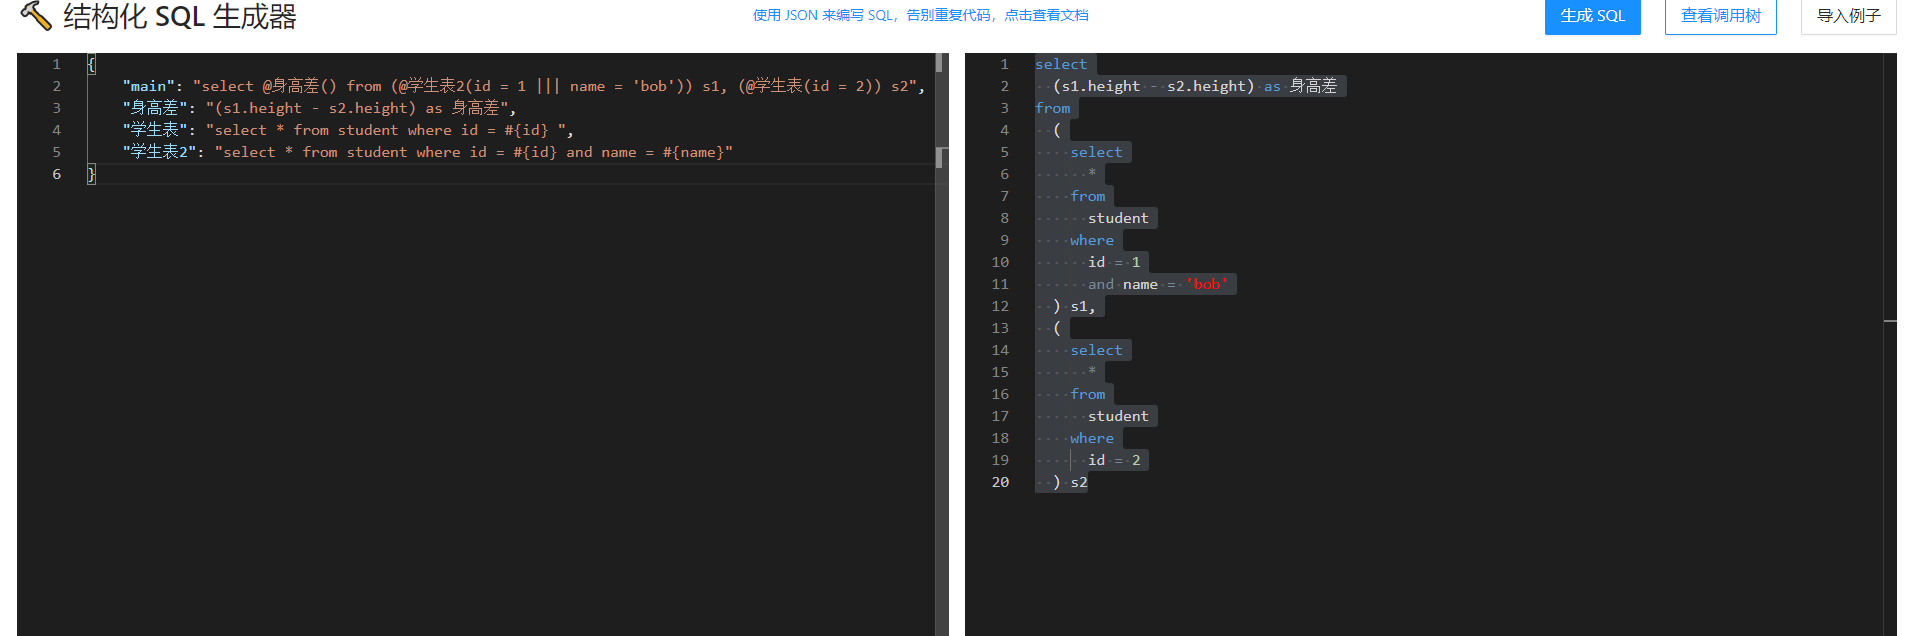 🔨 结构化 SQL 生成器
使用 JSON 来编写 SQL，告别重复代码，点击查看文档
生成 SQL
查看调用树
导入例子
1 {
2 "main": "select @身高差() from (@学生表2(id = 1 ||| name = 'bob')) s1, (@学生表(id = 2)) s2",
3 "身高差": "(s1.height - s2.height) as 身高差",
4 "学生表": "select * from student where id = #{id} ",
5 "学生表2": "select * from student where id = #{id} and name = #{name}"
6 }
1 select
2 (s1.height - s2.height) as 身高差
3 from
4 (
5 select
6 *
7 from
8 student
9 where
10 id = 1
11 and name = 'bob'
12 ) s1,
13 (
14 select
15 *
16 from
17 student
18 where
19 id = 2
20 ) s2